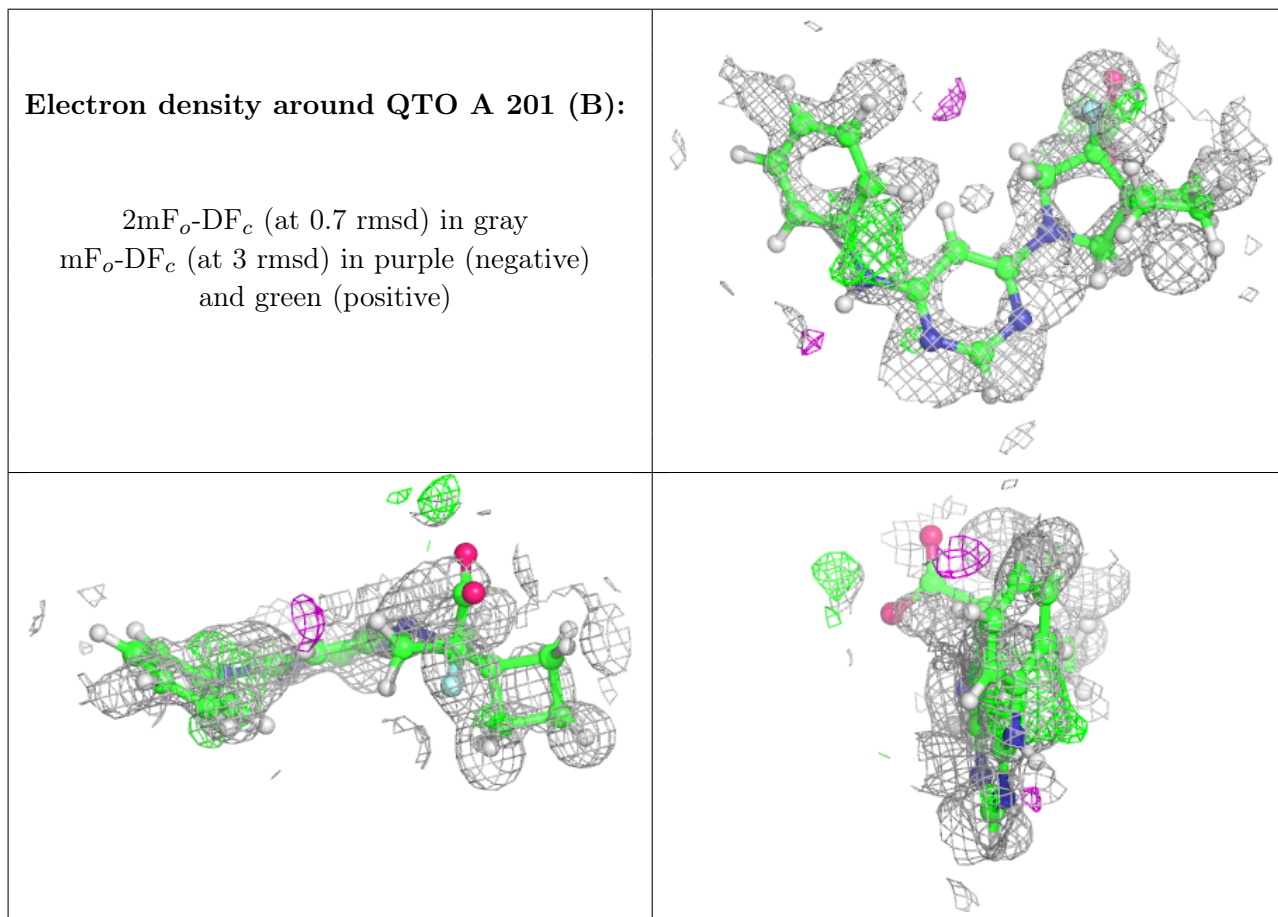 Electron density around QTO A 201 (B):
2mFo-DFc (at 0.7 rmsd) in gray
mFo-DFc (at 3 rmsd) in purple (negative)
and green (positive)